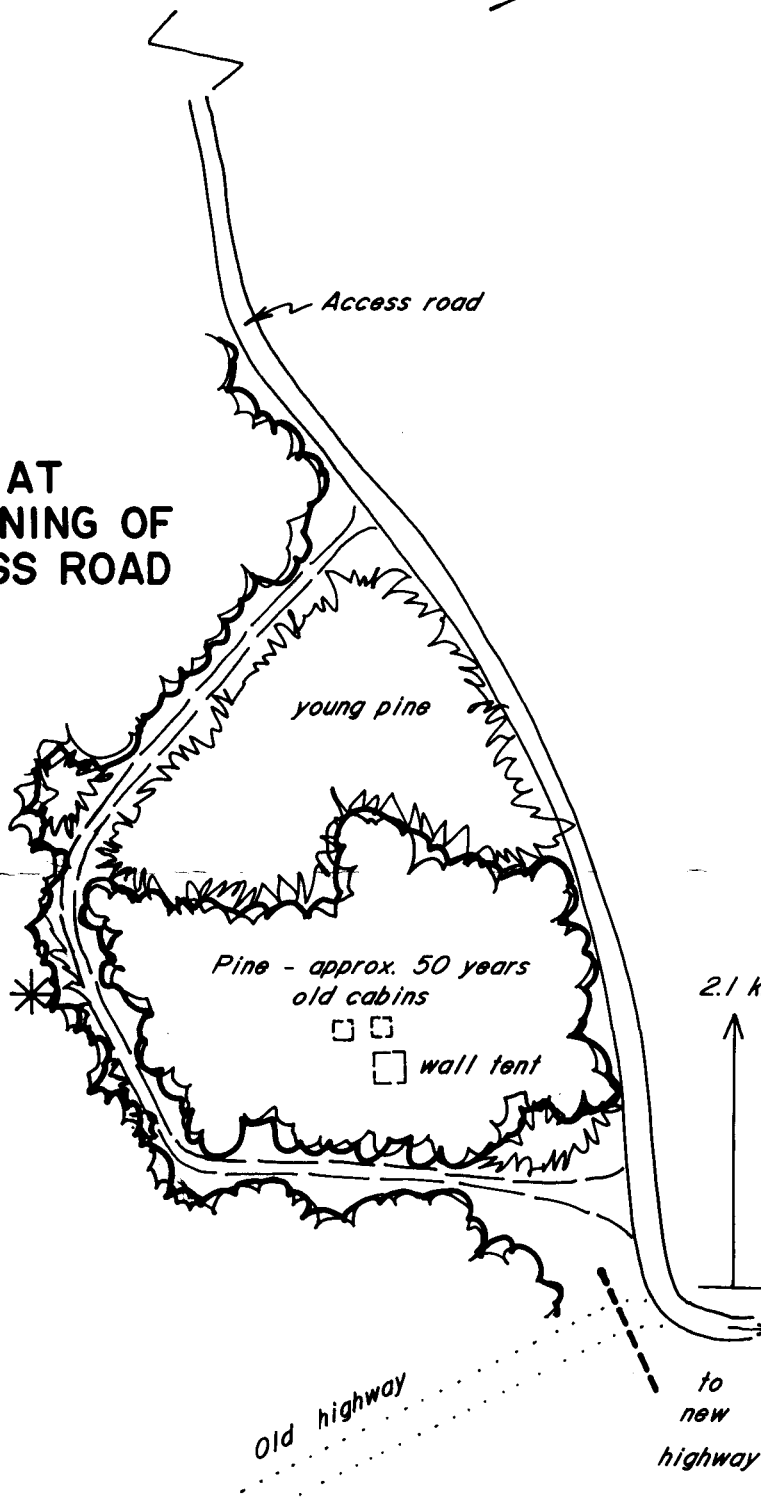 Access road
AT
NING OF
SS ROAD
young pine
Pine - approx. 50 years
old cabins
wall tent
2.1 k
Old highway
to
new
highway